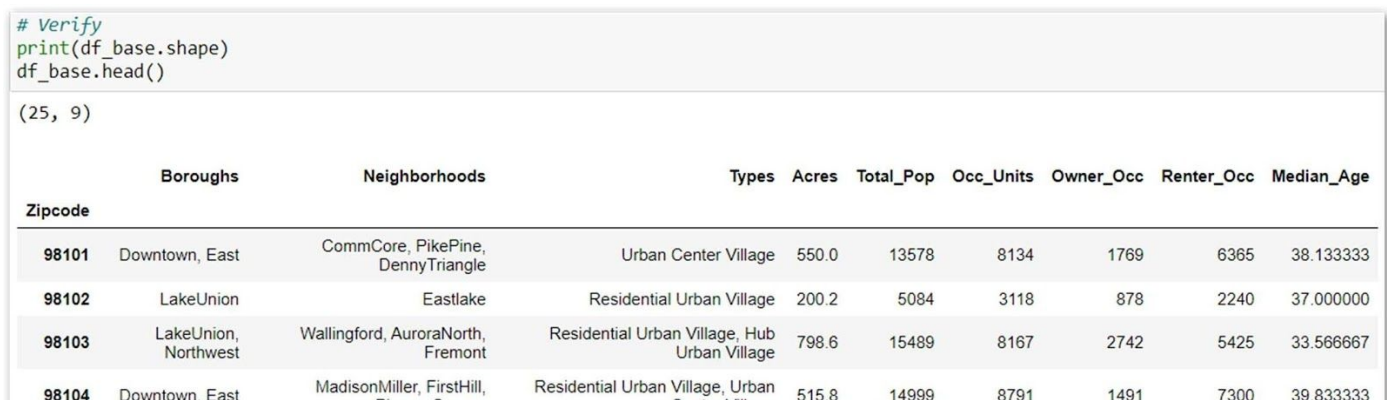 # Verify
print(df_base.shape)
df_base.head()
(25, 9)
Boroughs Neighborhoods Types Acres Total_Pop Occ_Units Owner_Occ Renter_Occ Median_Age
Zipcode
98101 Downtown, East CommCore, PikePine, Urban Center Village 550.0 13578 8134 1769 6365 38.133333
DennyTriangle
98102 LakeUnion Eastlake Residential Urban Village 200.2 5084 3118 878 2240 37.000000
LakeUnion, Wallingford, AuroraNorth, Residential Urban Village, Hub
98103 798.6 15489 8167 2742 5425 33.566667
Northwest Fremont Urban Village
MadisonMiller, FirstHill, Residential Urban Village, Urban
98104 Downtown, East 515.8 14999 8791 1491 7300 39.833333